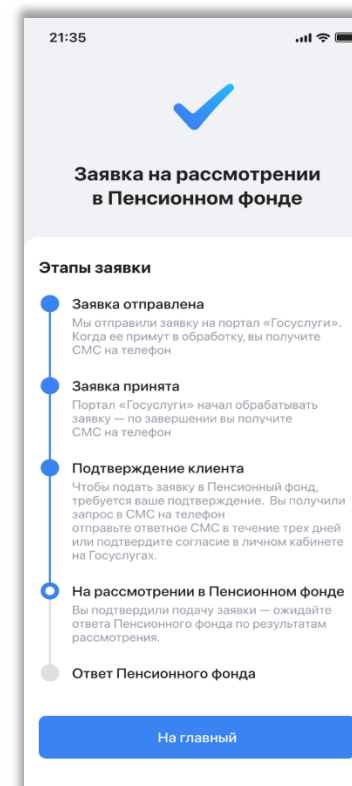 21:35
Заявка на рассмотрении
в Пенсионном фонде
Этапы заявки
Заявка отправлена
Мы отправили заявку на портал «Госуслуги».
Когда ее примут в обработку, вы получите
СМС на телефон
Заявка принята
Портал «Госуслуги» начал обрабатывать
заявку — по завершении вы получите
СМС на телефон
Подтверждение клиента
Чтобы подать заявку в Пенсионный фонд,
требуется ваше подтверждение. Вы получили
запрос в СМС на телефон
отправьте ответное СМС в течение трех дней
или подтвердите согласие в личном кабинете
на Госуслугах.
На рассмотрении в Пенсионном фонде
Вы подтвердили подачу заявки — ожидайте
ответа Пенсионного фонда по результатам
рассмотрения.
Ответ Пенсионного фонда
На главный